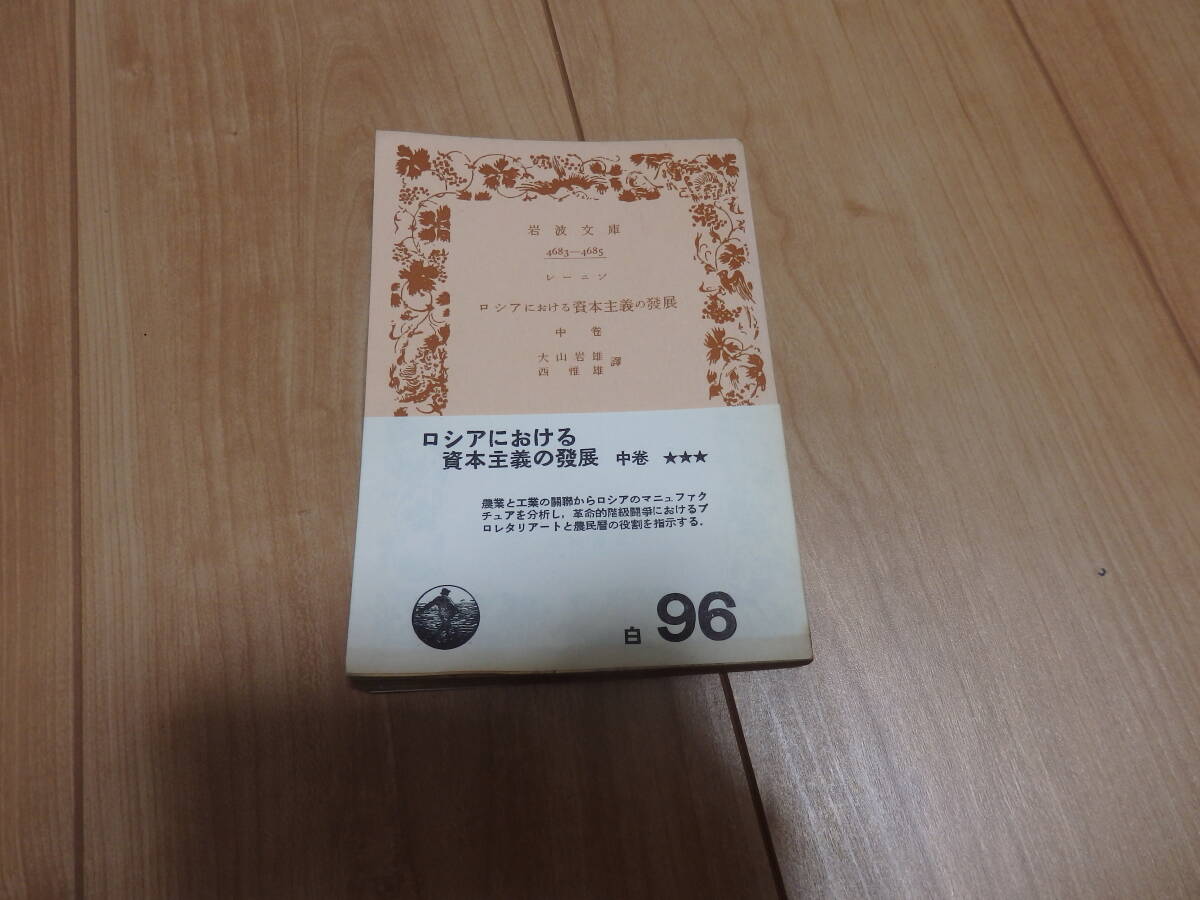 岩波文庫
4683—4685
レーニン
ロシアにおける資本主義の發展
中卷
大山岩雄
西雅雄
譯
ロシアにおける
資本主義の發展 中卷 ★★★
農業と工業の關聯からロシアのマニュファク
チュアを分析し，革命的階級鬪爭におけるプ
ロレタリアートと農民層の役割を指示する．
白 96